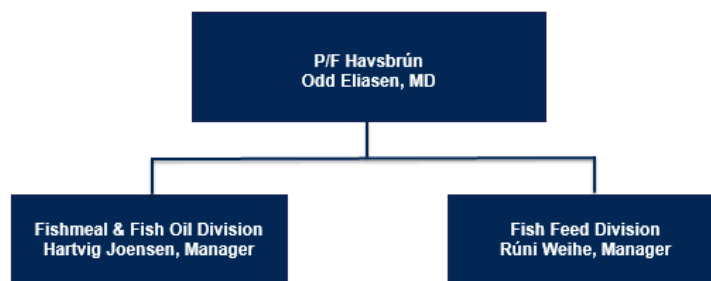 P/F Havsbrún
Odd Eliasen, MD
Fishmeal & Fish Oil Division
Hartvig Joensen, Manager
Fish Feed Division
Rúni Weihe, Manager